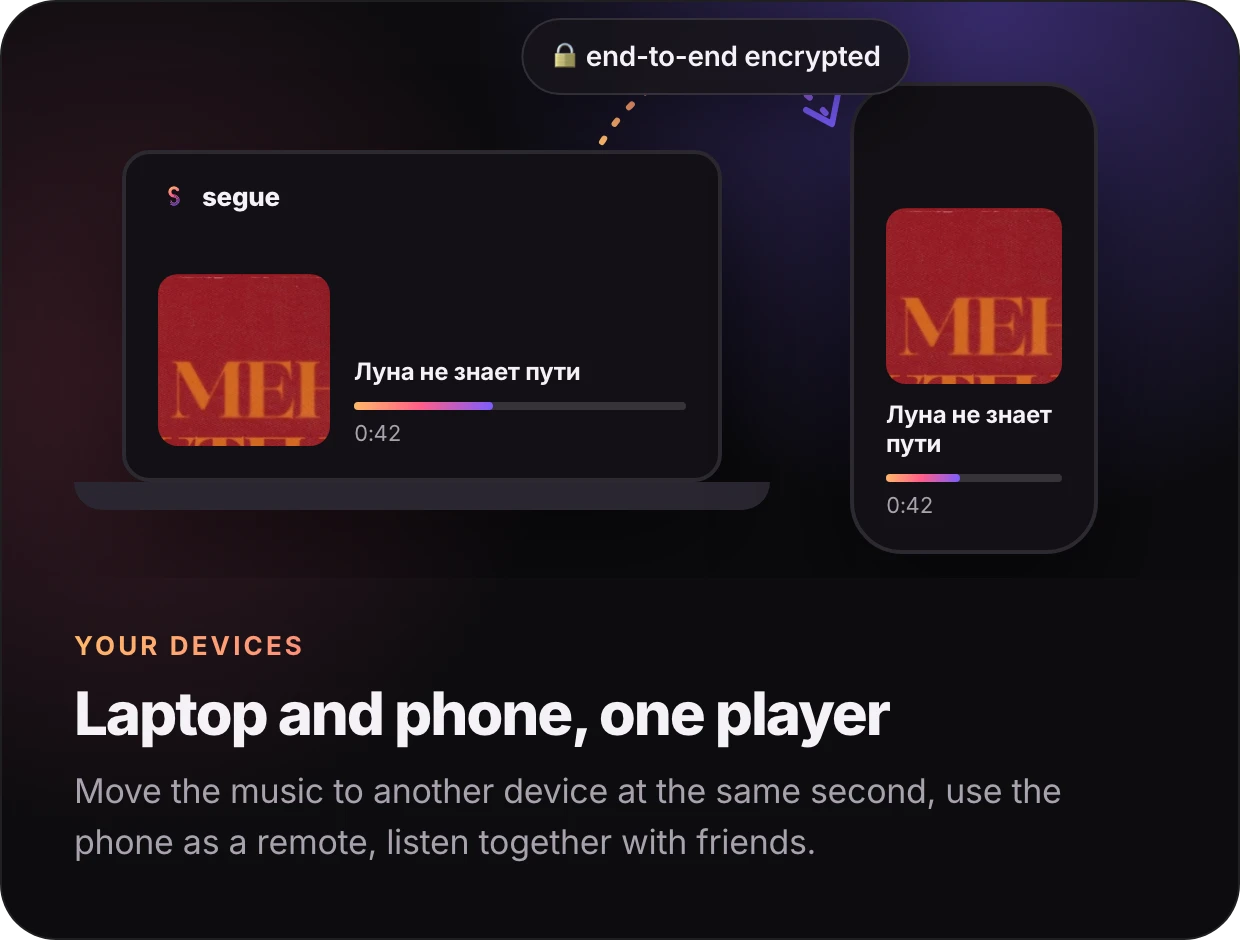 🔒 end-to-end encrypted
segue
МЕН
Луна не знает пути
0:42
МЕН
Луна не знает
пути
0:42
YOUR DEVICES
Laptop and phone, one player
Move the music to another device at the same second, use the
phone as a remote, listen together with friends.